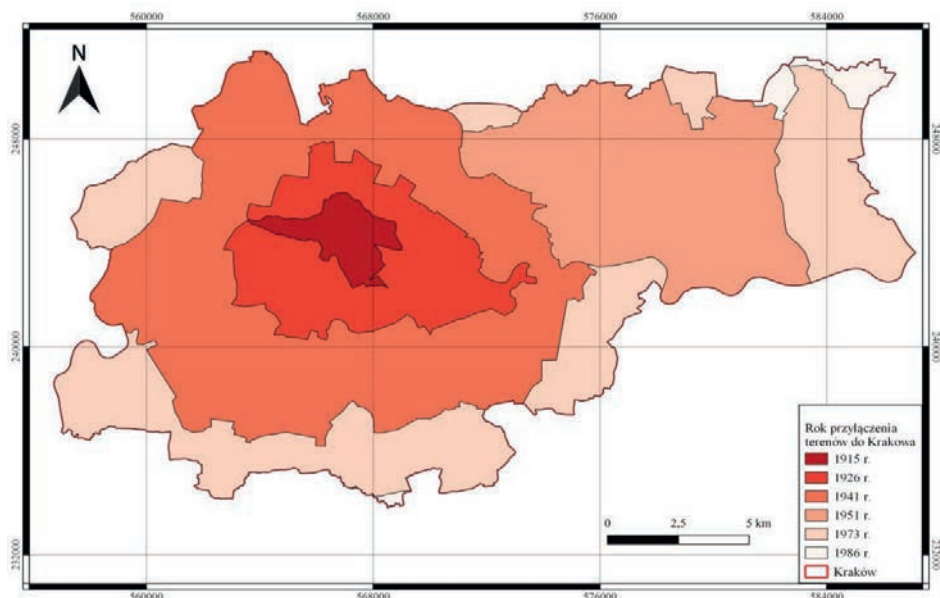 560000 568000 576000 584000
N
248000 248000
240000 240000
232000 232000
Rok przyłączenia
terenów do Krakowa
1915 r.
1926 r.
1941 r.
1951 r.
1973 r.
1986 r.
Kraków
0 2,5 5 km
560000 568000 576000 584000